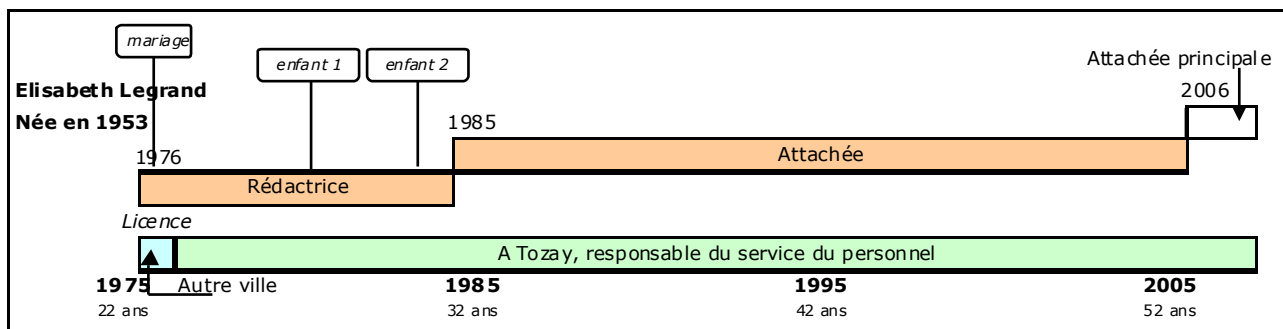 mariage
enfant 1
enfant 2
Attachée principale
Elisabeth Legrand
2006
Née en 1953
1985
1976
Attachée
Rédactrice
Licence
A Tozay, responsable du service du personnel
1975
Autre ville
1985
1995
2005
22 ans
32 ans
42 ans
52 ans